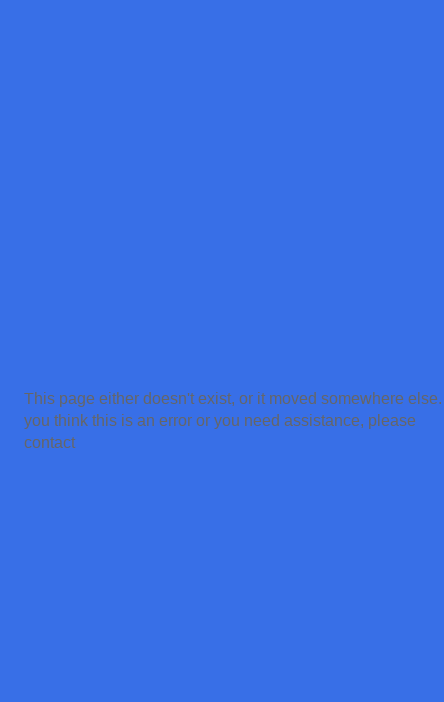 This page either doesn't exist, or it moved somewhere else.
you think this is an error or you need assistance, please
contact